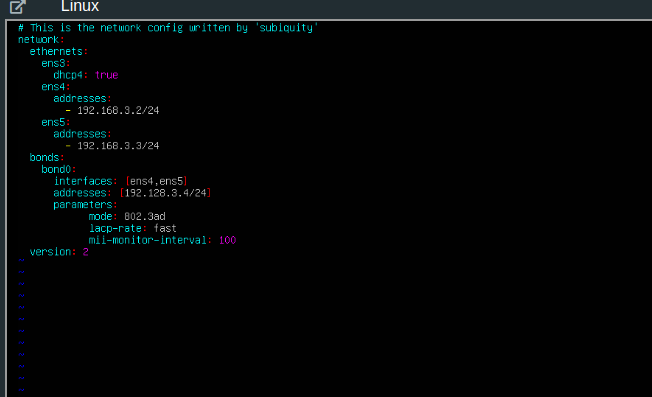 Linux
# This is the network config written by 'subiquity'
network:
  ethernets:
    ens3:
      dhcp4: true
    ens4:
      addresses:
        - 192.168.3.2/24
    ens5:
      addresses:
        - 192.168.3.3/24
  bonds:
    bond0:
      interfaces: [ens4,ens5]
      addresses: [192.128.3.4/24]
      parameters:
            mode: 802.3ad
            lacp-rate: fast
            mii-monitor-interval: 100
  version: 2
~
~
~
~
~
~
~
~
~
~
~
~